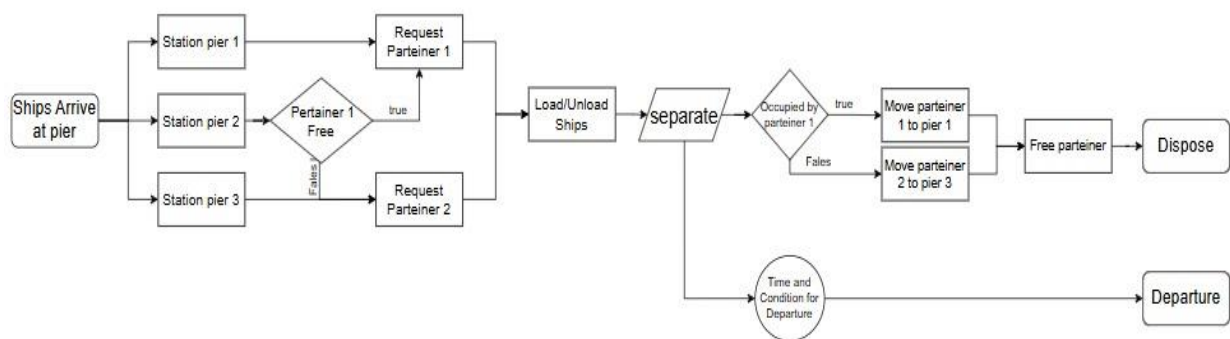 Ships Arrive
at pier
Station pier 1
Station pier 2
Station pier 3
Pertainer 1
Free
true
Fales
Request
Parteiner 1
Request
Parteiner 2
Load/Unload
Ships
separate
Occupied by
parteiner 1
true
Fales
Move parteiner
1 to pier 1
Move parteiner
2 to pier 3
Free parteiner
Dispose
Time and
Condition for
Departure
Departure